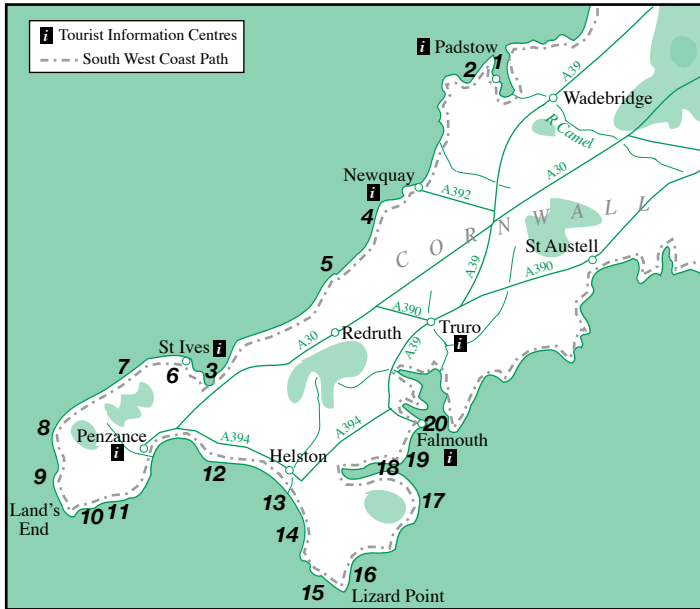 i Tourist Information Centres
South West Coast Path
i Padstow
1
2
A39
Wadebridge
R Camel
A30
Newquay
i
A392
4
CORNWALL
St Austell
5
A39
A390
A390
St Ives i
A30
Redruth
Truro
i
7
6
3
A39
8
Penzance
i
A394
A394
20
Falmouth
i
9
12
Helston
18
19
Land's
End
10
11
13
17
14
15
16
Lizard Point